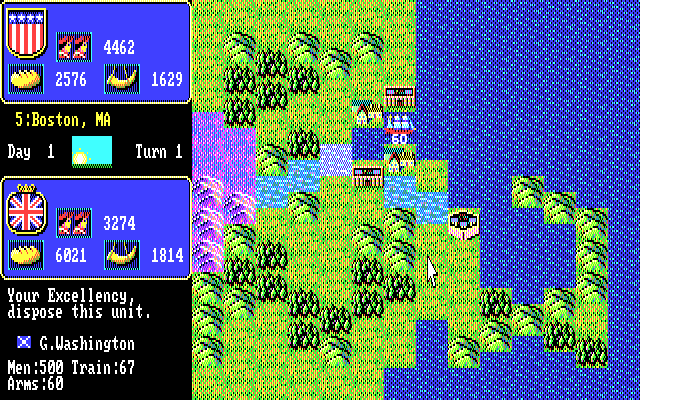 4462
2576 1629
5:Boston, MA
Day 1 Turn 1
3274
6021 1814
Your Excellency,
dispose this unit.
G.Washington
Men:500 Train:67
Arms:60
50